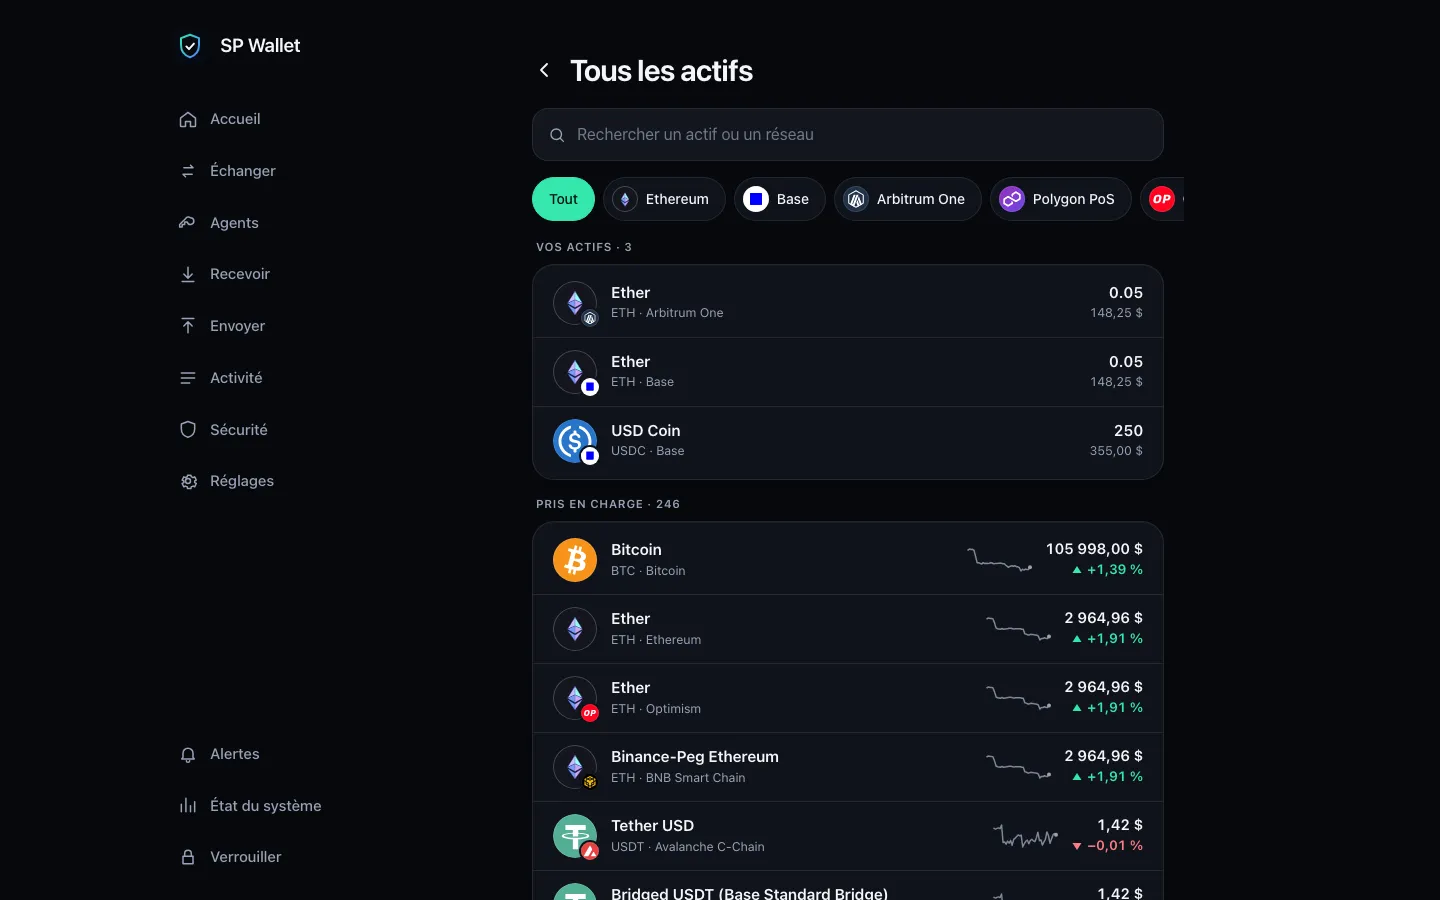 SP Wallet
Accueil
Échanger
Agents
Recevoir
Envoyer
Activité
Sécurité
Réglages
Alertes
État du système
Verrouiller
Tous les actifs
Rechercher un actif ou un réseau
Tout
Ethereum
Base
Arbitrum One
Polygon PoS
OP
VOS ACTIFS · 3
Ether 0.05
ETH · Arbitrum One 148,25 $
Ether 0.05
ETH · Base 148,25 $
USD Coin 250
USDC · Base 355,00 $
PRIS EN CHARGE · 246
Bitcoin 105 998,00 $
BTC · Bitcoin ▲ +1,39 %
Ether 2 964,96 $
ETH · Ethereum ▲ +1,91 %
Ether 2 964,96 $
OP
ETH · Optimism ▲ +1,91 %
Binance-Peg Ethereum 2 964,96 $
ETH · BNB Smart Chain ▲ +1,91 %
Tether USD 1,42 $
USDT · Avalanche C-Chain ▼ −0,01 %
Bridged USDT (Base Standard Bridge) 1,42 $